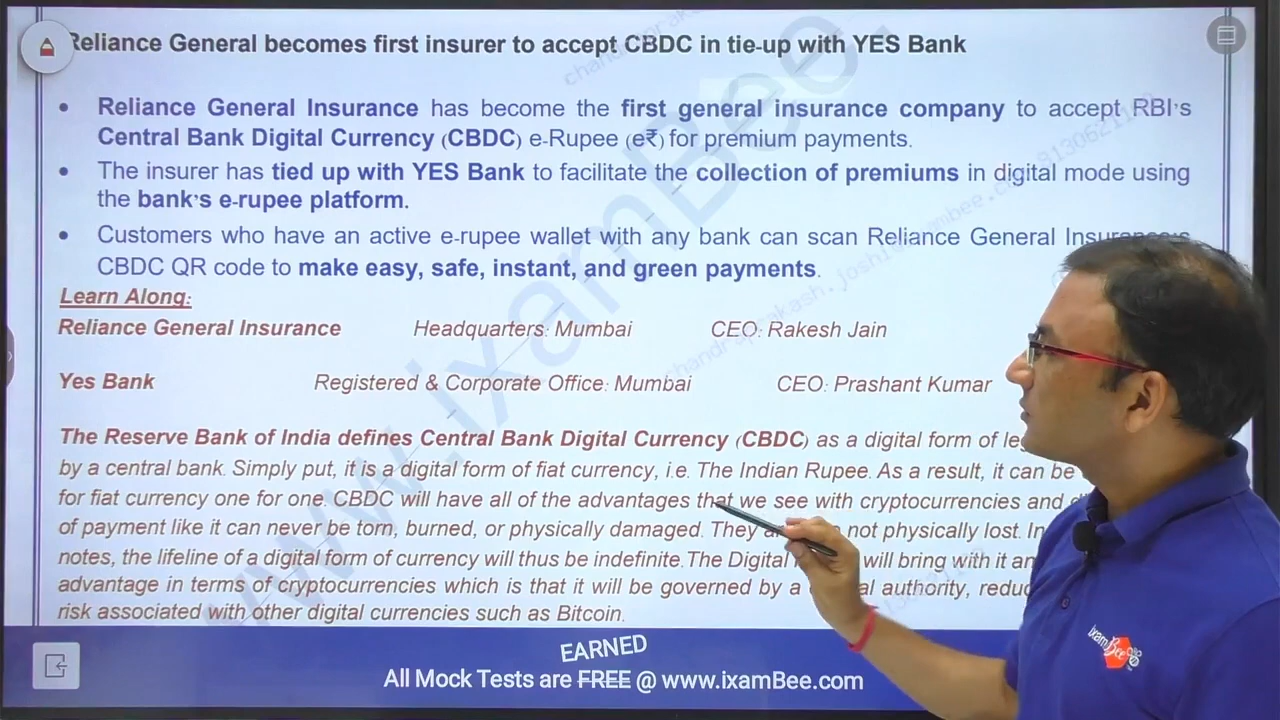 Reliance General becomes first insurer to accept CBDC in tie-up with YES Bank
• Reliance General Insurance has become the first general insurance company to accept RBI's
Central Bank Digital Currency (CBDC) e-Rupee (e₹) for premium payments.
• The insurer has tied up with YES Bank to facilitate the collection of premiums in digital mode using
the bank's e-rupee platform.
• Customers who have an active e-rupee wallet with any bank can scan Reliance General Insurance's
CBDC QR code to make easy, safe, instant, and green payments.
Learn Along:
Reliance General Insurance Headquarters: Mumbai CEO: Rakesh Jain
Yes Bank Registered & Corporate Office: Mumbai CEO: Prashant Kumar
The Reserve Bank of India defines Central Bank Digital Currency (CBDC) as a digital form of
by a central bank. Simply put, it is a digital form of fiat currency, i.e. The Indian Rupee. As a result, it can be
for fiat currency one for one. CBDC will have all of the advantages that we see with cryptocurrencies and
of payment like it can never be torn, burned, or physically damaged. They not physically lost. In
notes, the lifeline of a digital form of currency will thus be indefinite. The Digital will bring with it an
advantage in terms of cryptocurrencies which is that it will be governed by a authority,
risk associated with other digital currencies such as Bitcoin.
EARNED
All Mock Tests are FREE @ www.ixamBee.com
www.ixamBee.
ixamBee